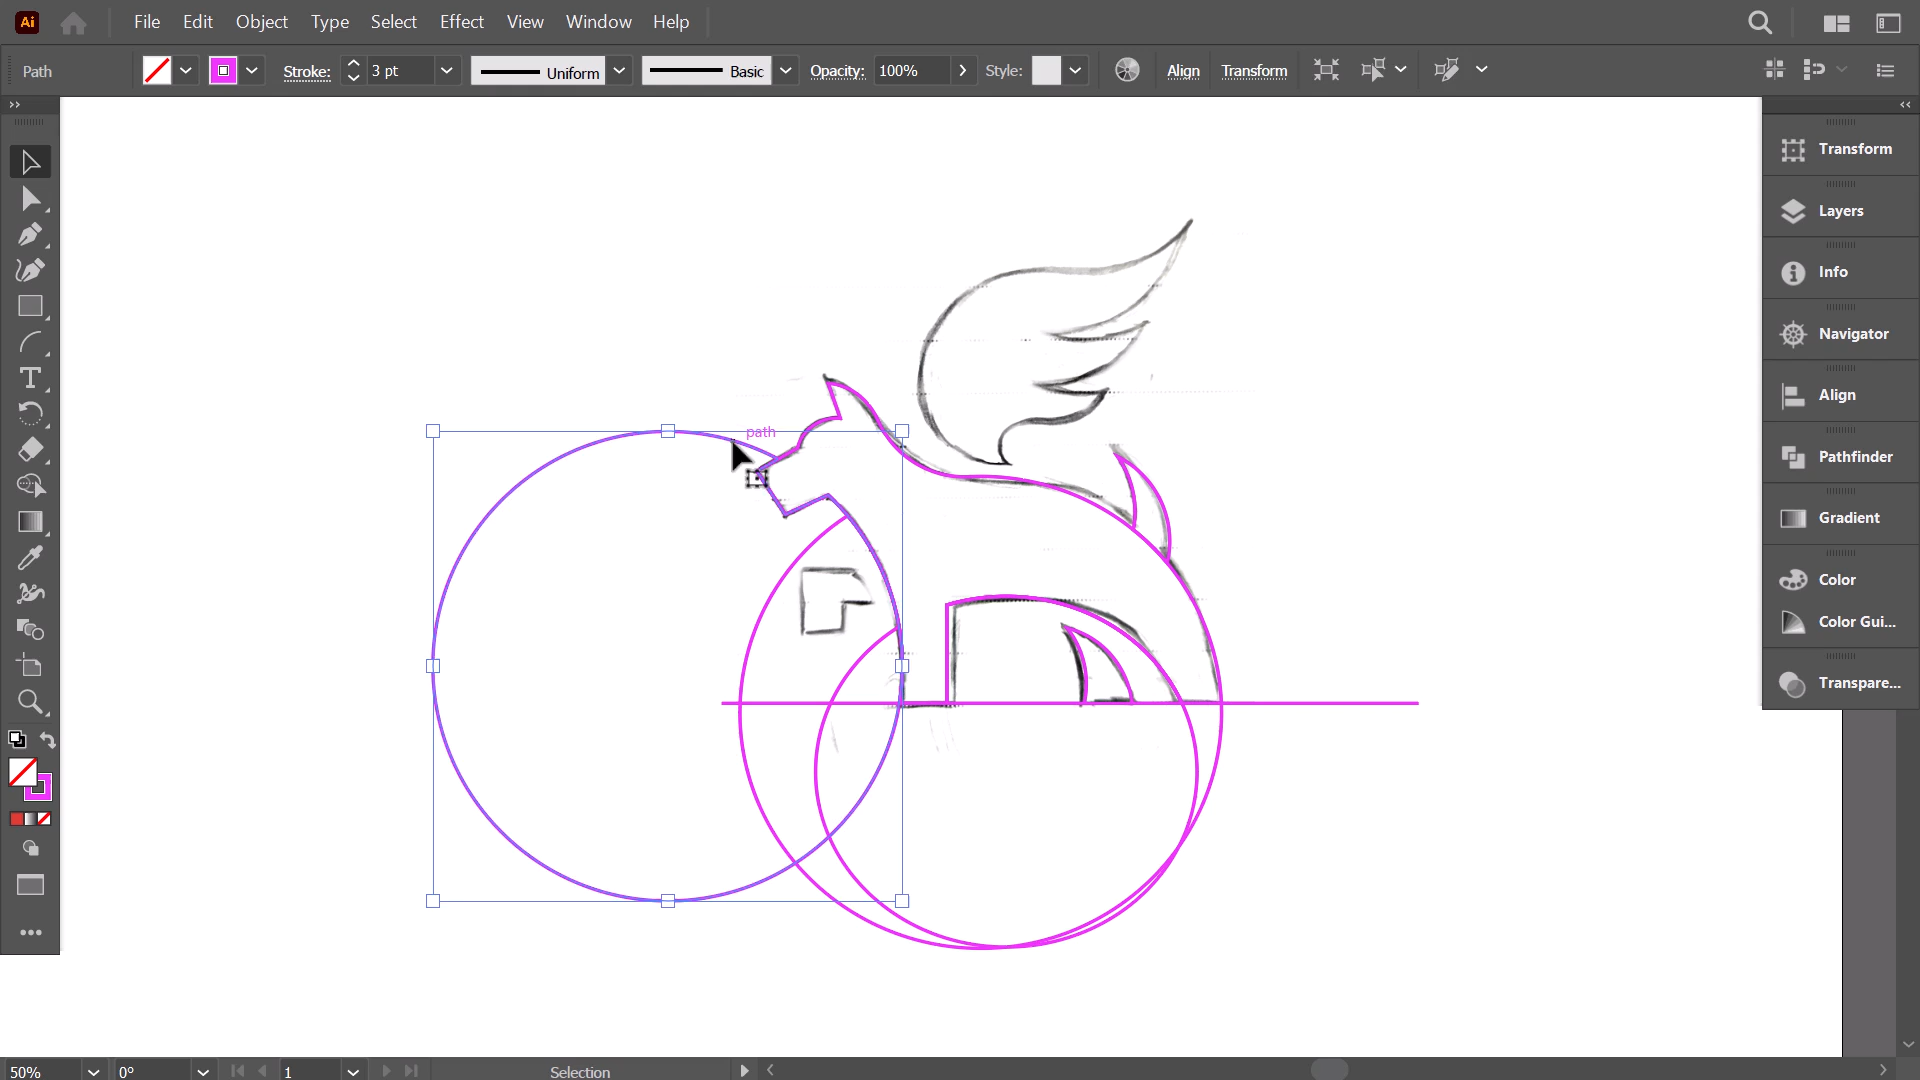 Ai File Edit Object Type Select Effect View Window Help
Path Stroke: 3 pt Uniform Basic Opacity: 100% Style: Align Transform
Transform
Layers
Info
Navigator
Align
Pathfinder
Gradient
Color
Color Gui...
Transpare...
path
50% 0° 1 Selection